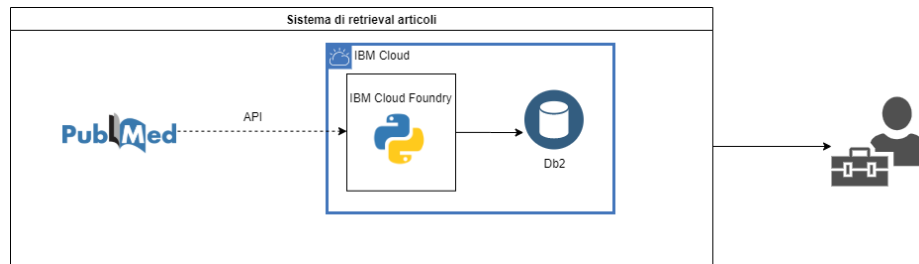 Sistema di retrieval articoli
IBM Cloud
IBM Cloud Foundry
PubMed
API
Db2